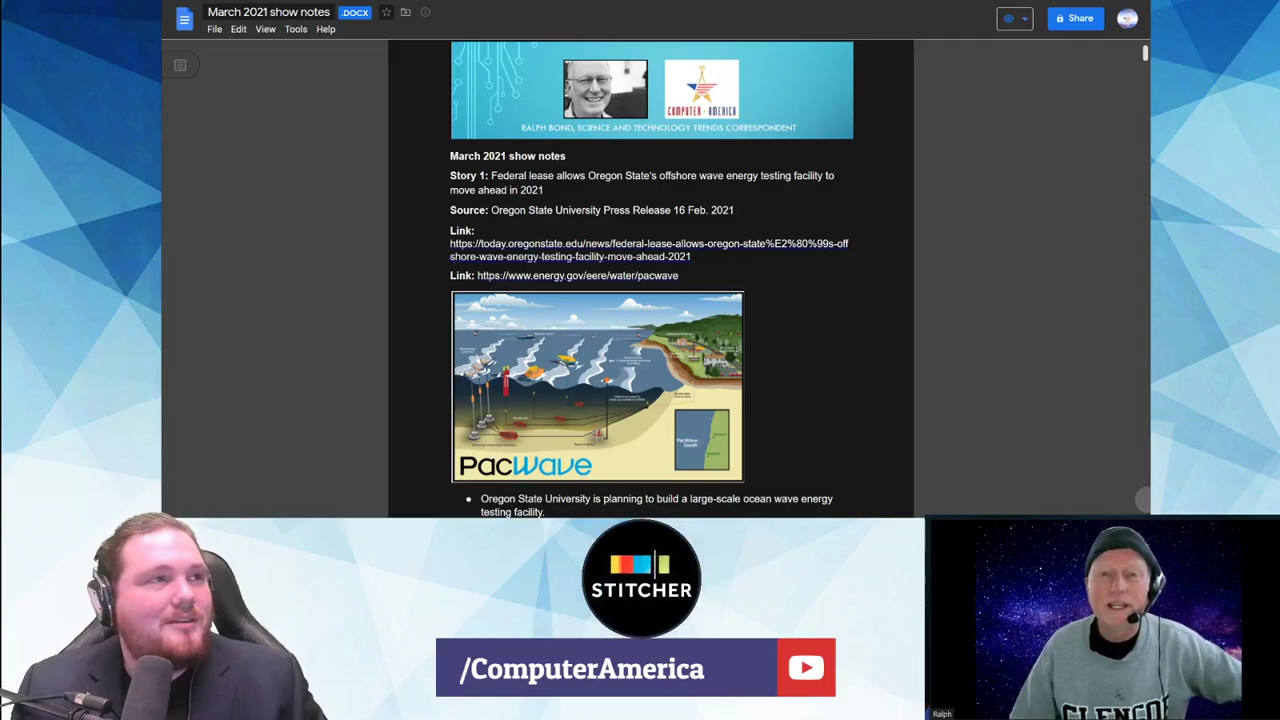 March 2021 show notes .DOCX
File Edit View Tools Help
Share
COMPUTER AMERICA
RALPH BOND, SCIENCE AND TECHNOLOGY TRENDS CORRESPONDENT
March 2021 show notes
Story 1: Federal lease allows Oregon State's offshore wave energy testing facility to
move ahead in 2021
Source: Oregon State University Press Release 16 Feb. 2021
Link:
https://today.oregonstate.edu/news/federal-lease-allows-oregon-state%E2%80%99s-off
shore-wave-energy-testing-facility-move-ahead-2021
Link: https://www.energy.gov/eere/water/pacwave
PacWave
South
PacWave
• Oregon State University is planning to build a large-scale ocean wave energy
testing facility.
STITCHER
/ComputerAmerica
GLENCOE
Ralph